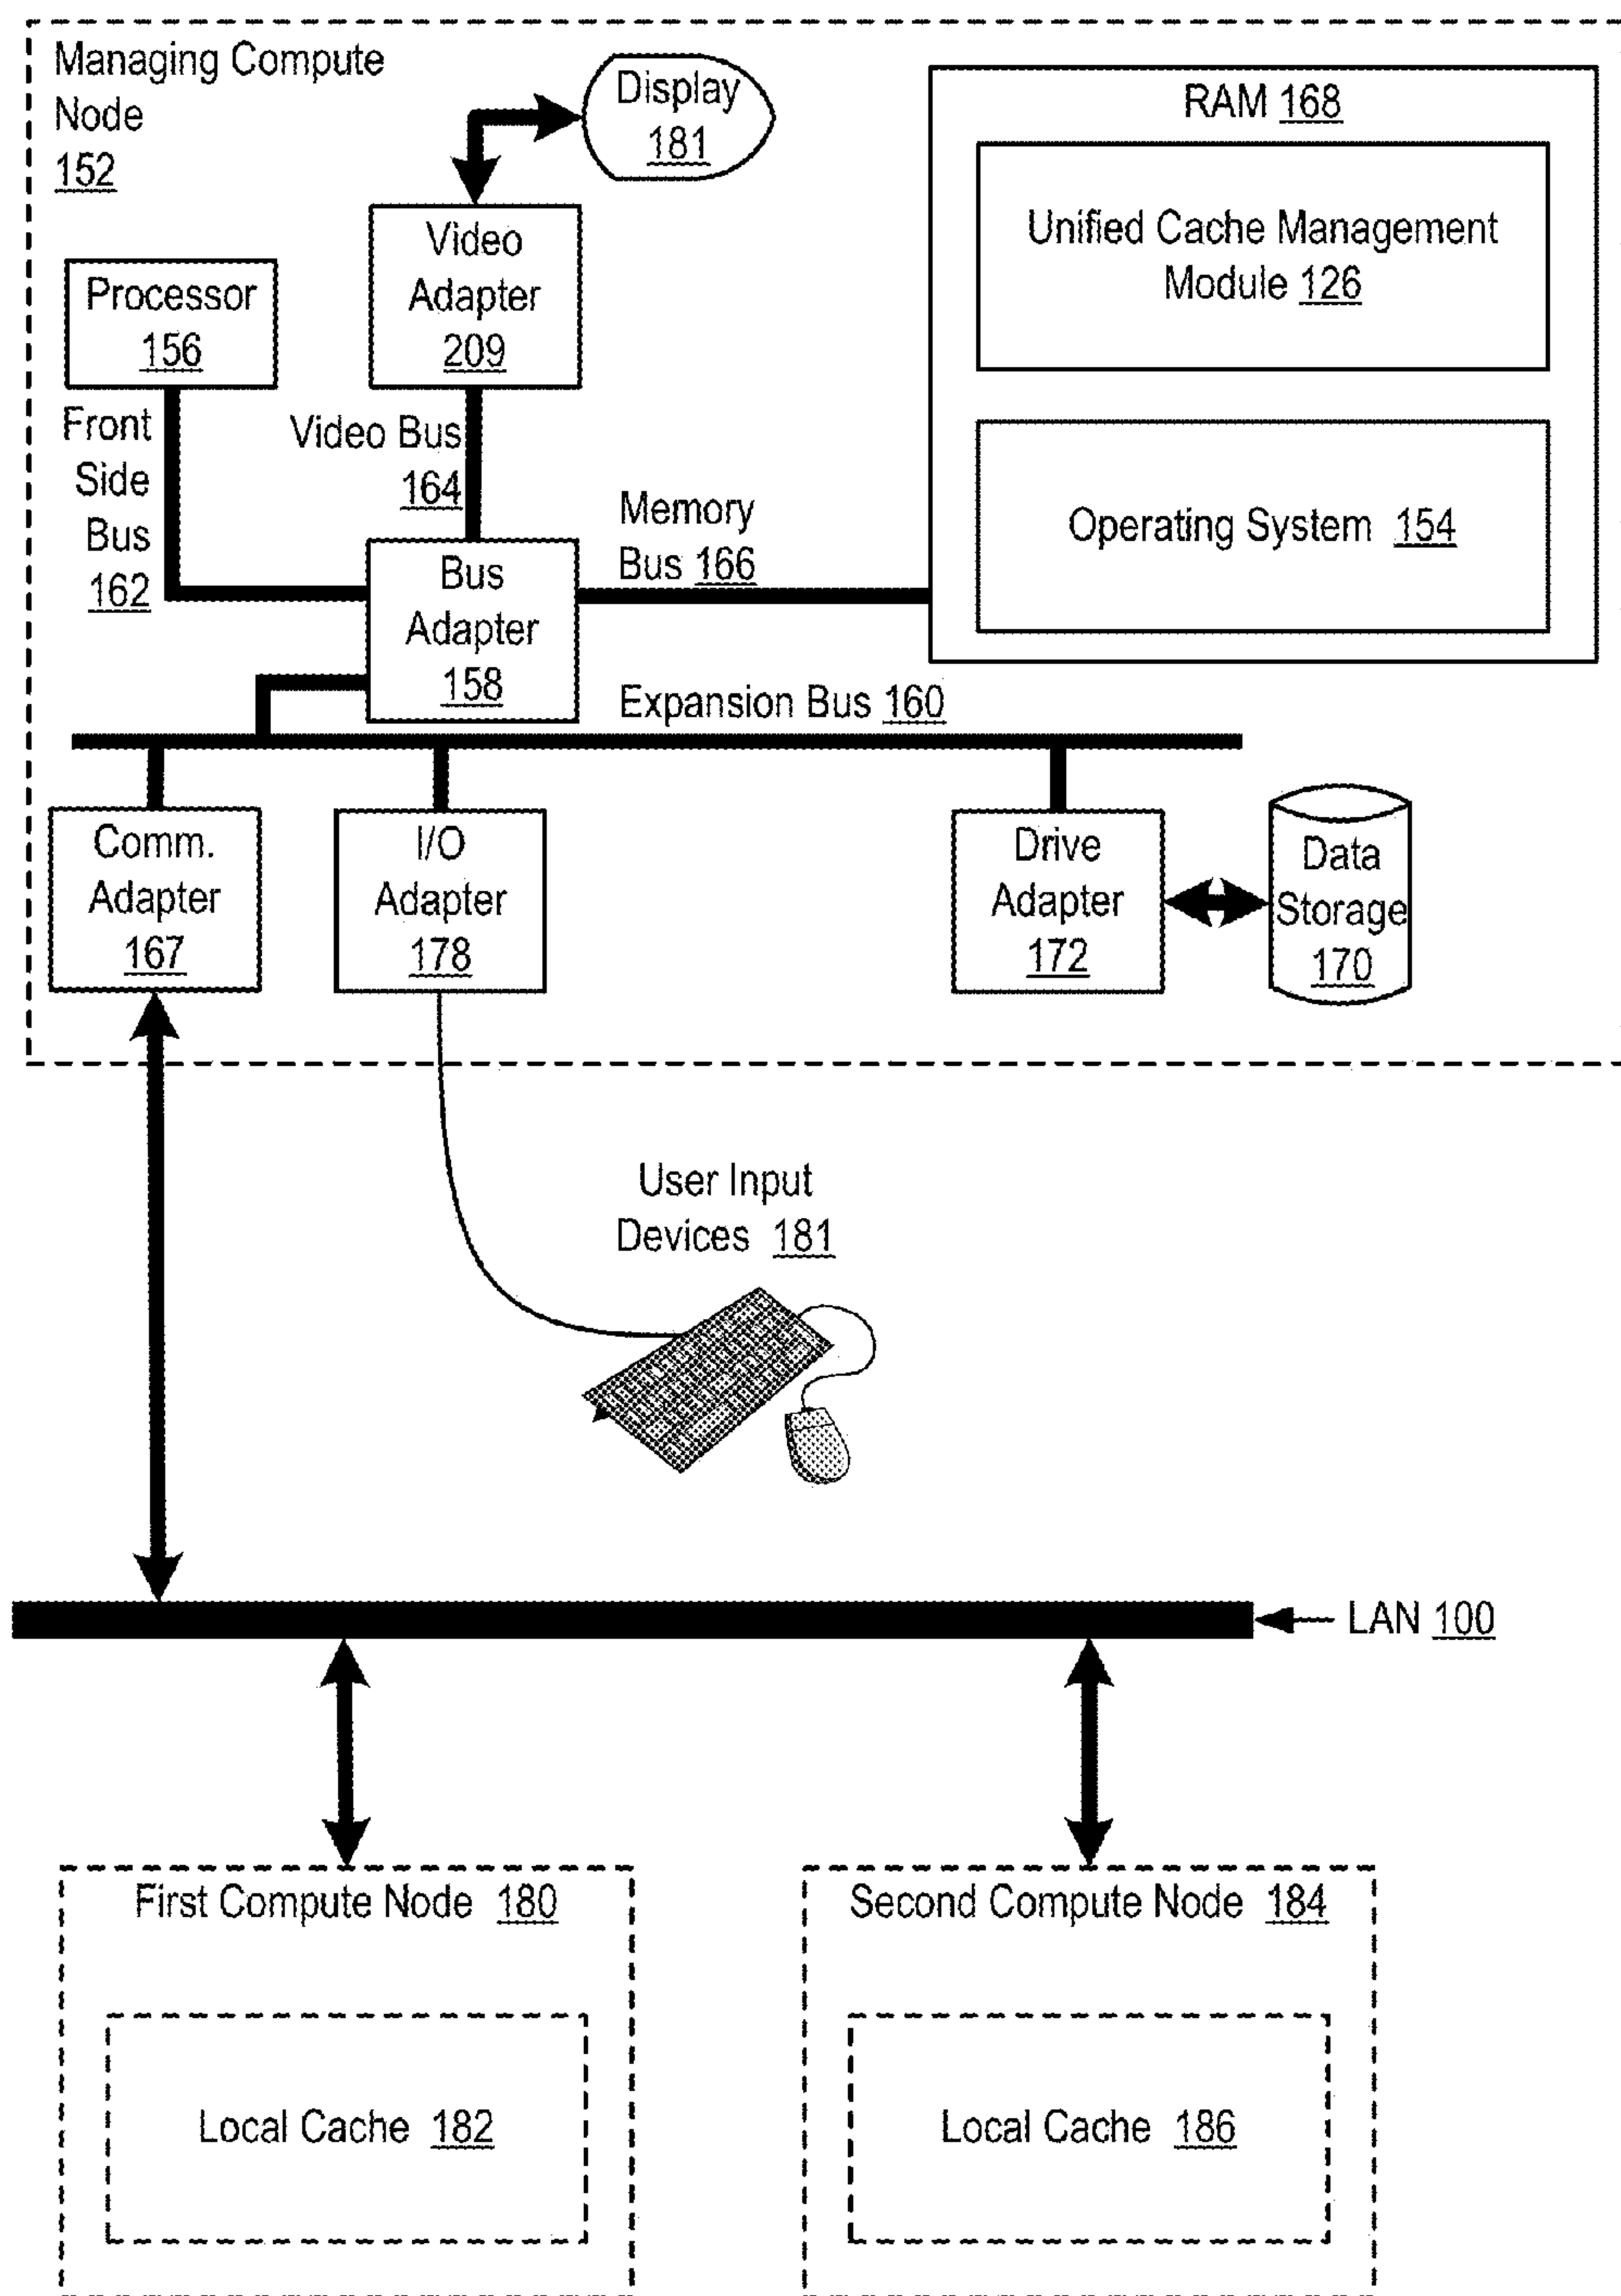 Managing Compute
Node
152
Display
181
RAM 168
Unified Cache Management
Module 126
Operating System 154
Video
Adapter
209
Processor
156
Front
Side
Bus
162
Video Bus
164
Memory
Bus 166
Bus
Adapter
158
Expansion Bus 160
Comm.
Adapter
167
I/O
Adapter
178
Drive
Adapter
172
Data
Storage
170
User Input
Devices 181
LAN 100
First Compute Node 180
Local Cache 182
Second Compute Node 184
Local Cache 186